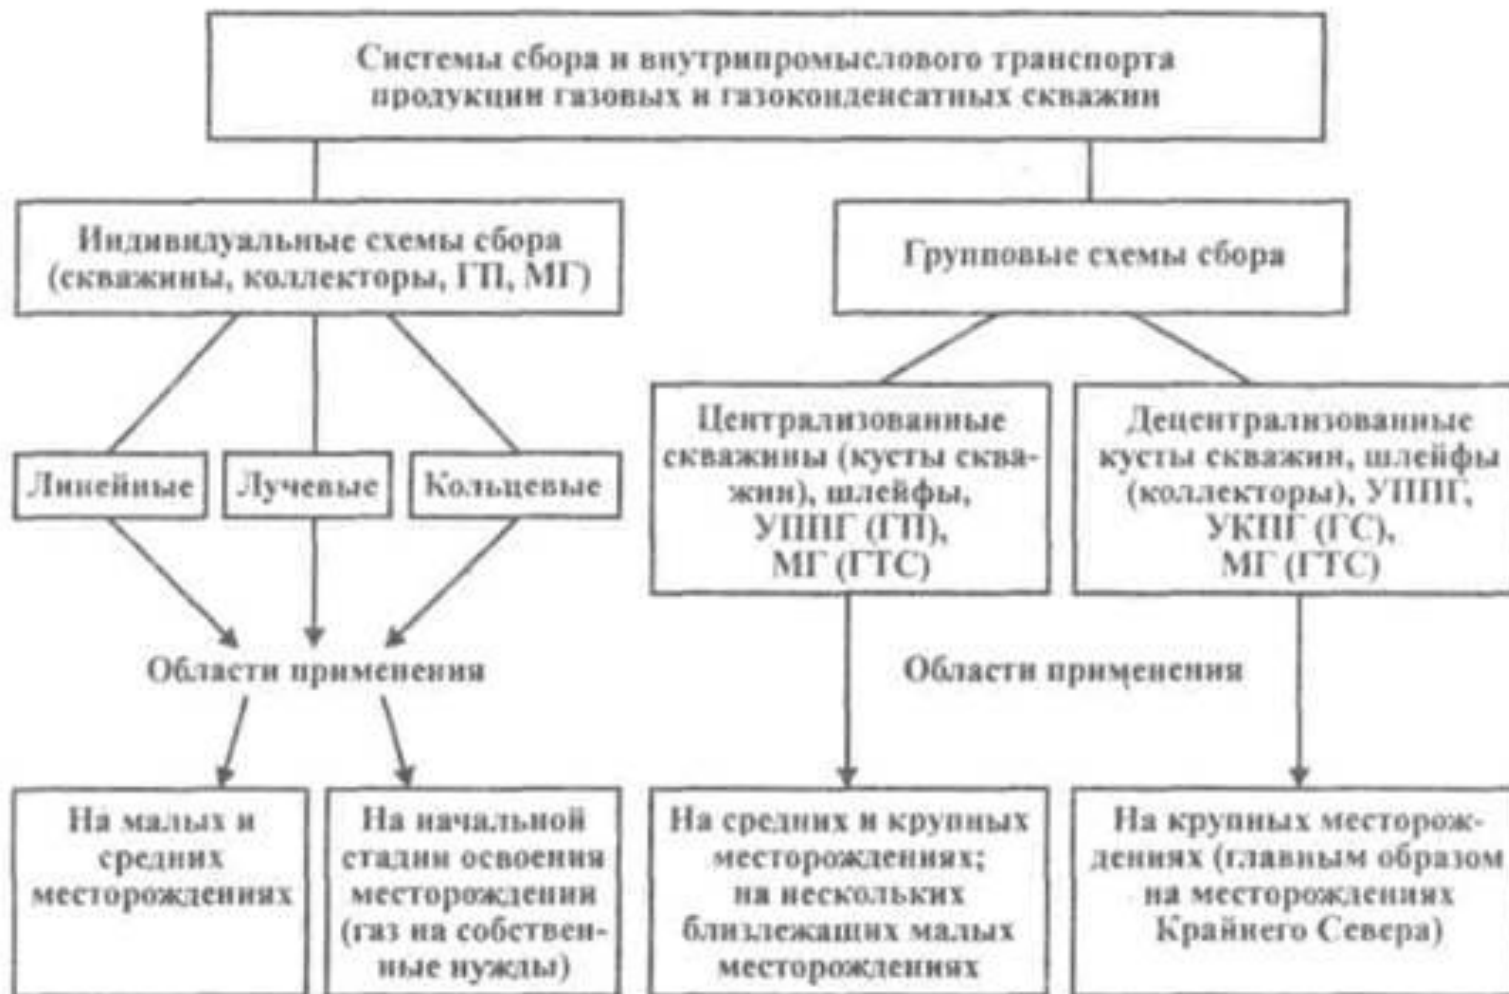 Системы сбора и внутрипромыслового транспорта
продукции газовых и газоконденсатных скважин
Индивидуальные схемы сбора
(скважины, коллекторы, ГП, МГ)
Групповые схемы сбора
Линейные
Лучевые
Кольцевые
Централизованные
скважины (кусты сква-
жин), шлейфы,
УППГ (ГП),
МГ (ГТС)
Децентрализованные
кусты скважин, шлейфы
(коллекторы), УППГ,
УКПГ (ГС),
МГ (ГТС)
Области применения
Области применения
На малых и
средних
месторождениях
На начальной
стадии освоения
месторождения
(газ на собствен-
ные нужды)
На средних и крупных
месторождениях;
на нескольких
близлежащих малых
месторождениях
На крупных месторож-
дениях (главным образом
на месторождениях
Крайнего Севера)